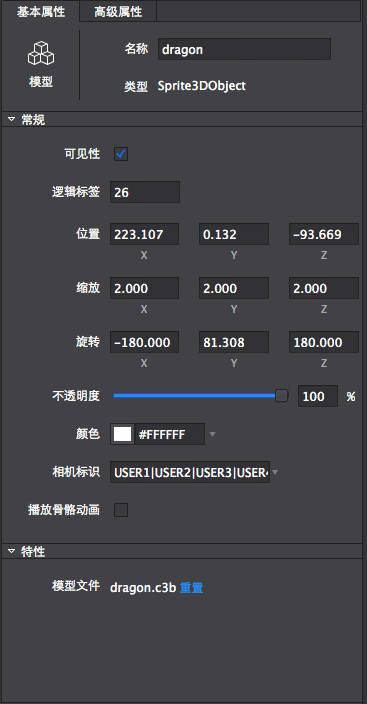 基本属性 高级属性
模型
名称 dragon
类型 Sprite3DObject
常规
可见性
逻辑标签 26
位置 223.107 0.132 -93.669
X Y Z
缩放 2.000 2.000 2.000
X Y Z
旋转 -180.000 81.308 180.000
X Y Z
不透明度 100 %
颜色 #FFFFFF
相机标识 USER1|USER2|USER3|USER4
播放骨骼动画
特性
模型文件 dragon.c3b 重置